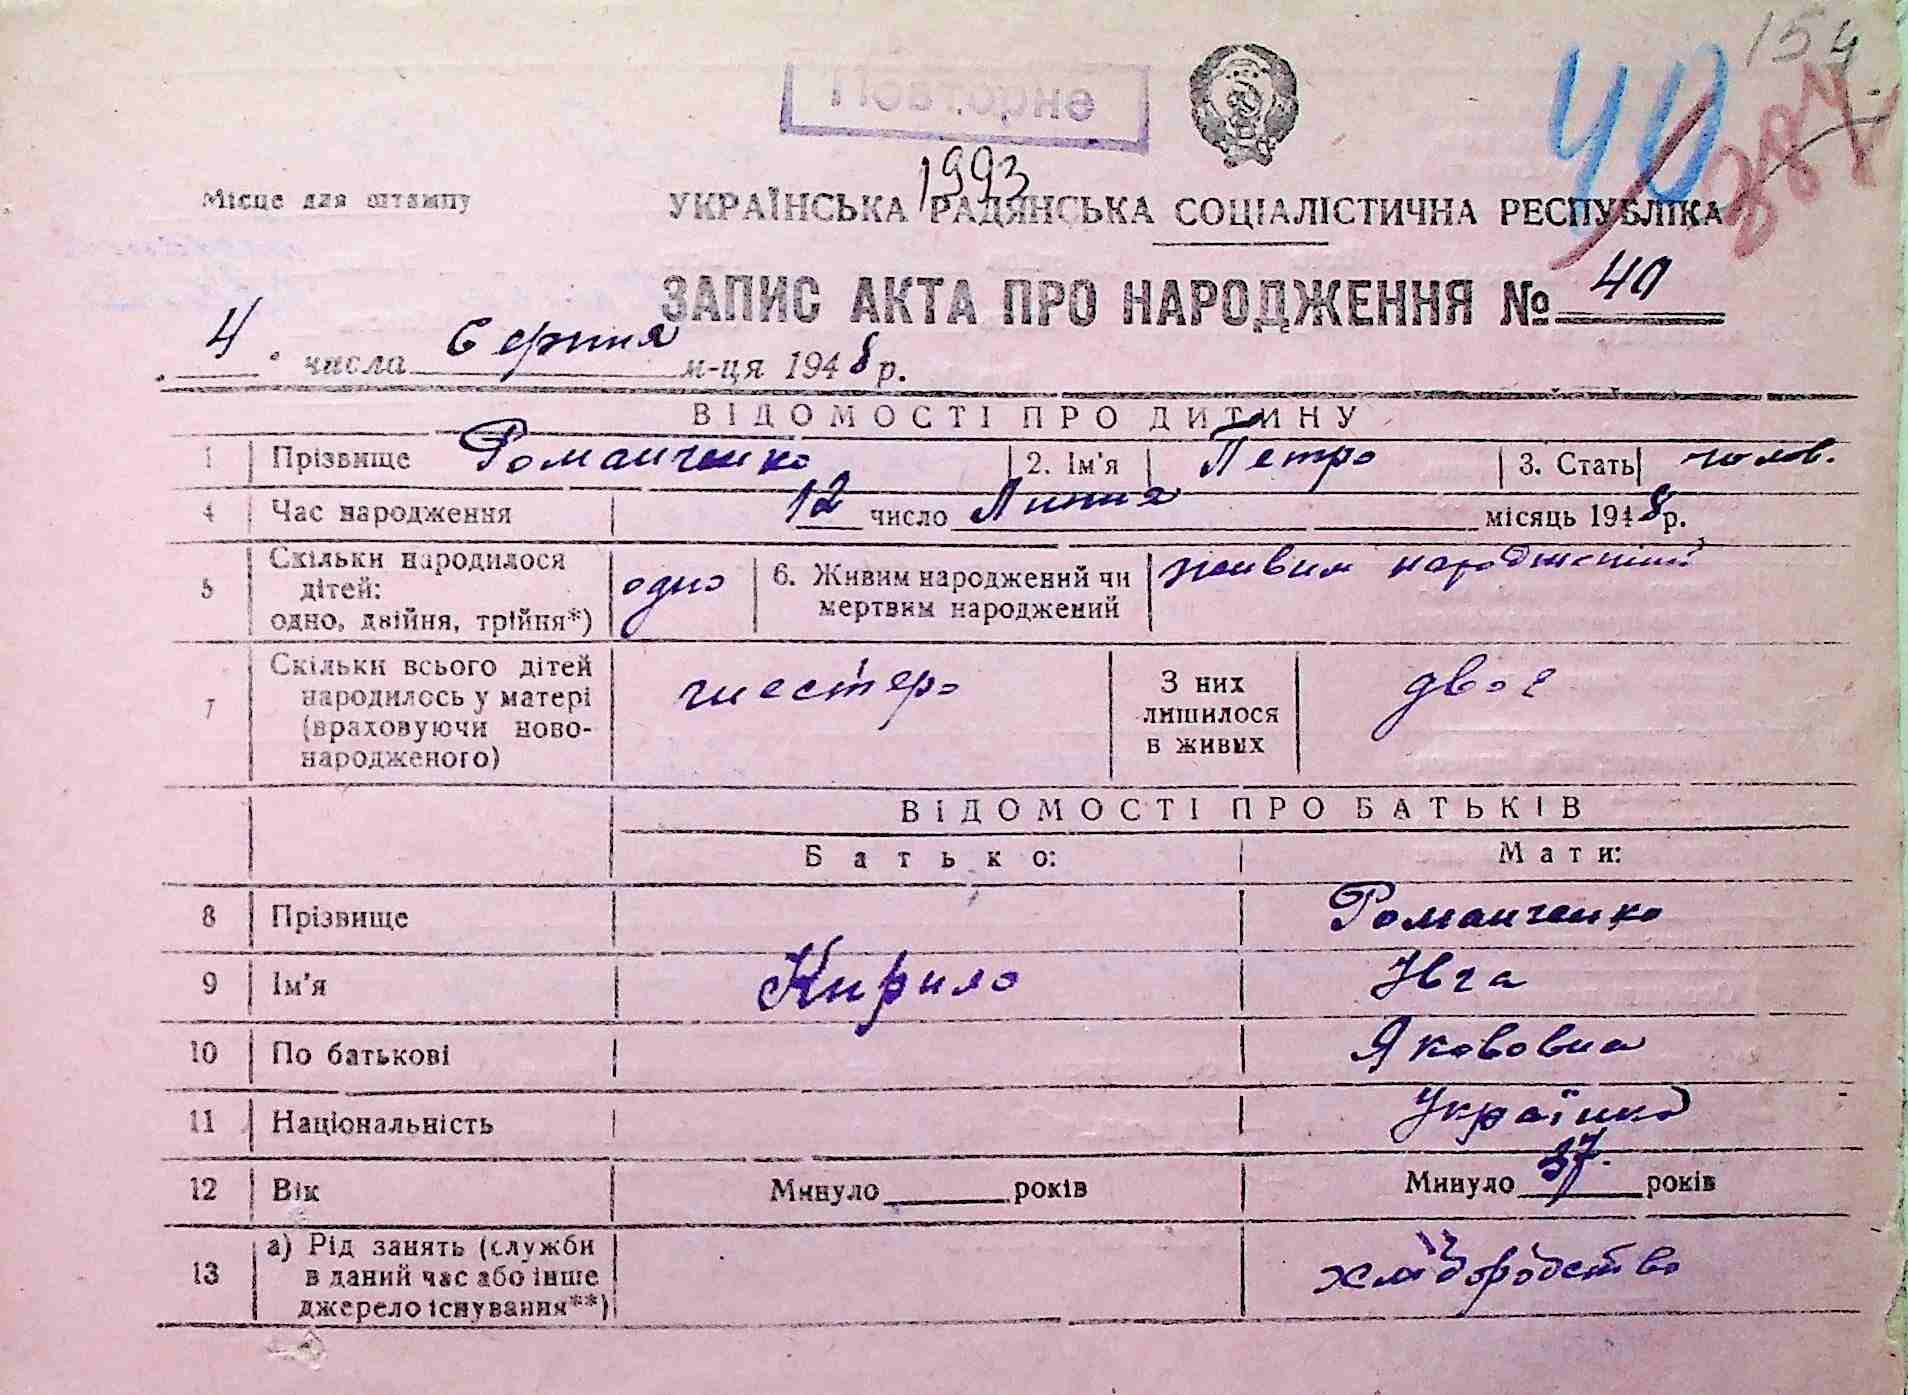 154
40 384
1993
Місце для штампу
УКРАЇНСЬКА РАДЯНСЬКА СОЦІАЛІСТИЧНА РЕСПУБЛІКА
ЗАПИС АКТА ПРО НАРОДЖЕННЯ № 40
4 числа Серпня м-ця 1948 р.
ВІДОМОСТІ ПРО ДИТИНУ
1 Прізвище Романченко 2. Ім'я Петро 3. Стать чолов.
4 Час народження 12 число Липня місяць 1948 р.
5 Скільки народилося дітей: одно, двійня, трійня*) одно 6. Живим народжений чи мертвим народжений живим народжений
7 Скільки всього дітей народилось у матері (враховуючи ново-народженого) шестеро З них лишилося в живих двоє
ВІДОМОСТІ ПРО БАТЬКІВ
Батько: Мати:
8 Прізвище Романченко
9 Ім'я Кирило Ївга
10 По батькові Якововна
11 Національність Українка
12 Вік Минуло років Минуло 37. років
13 а) Рід занять (служби в даний час або інше джерело існування**)